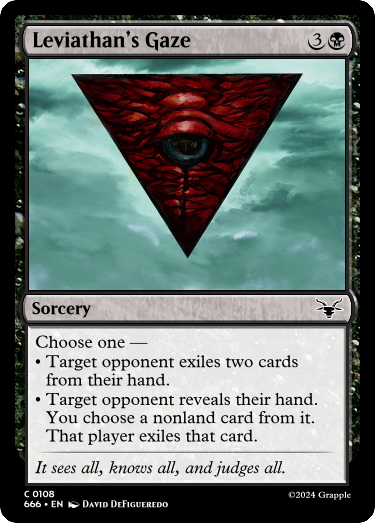 Leviathan's Gaze 3
Sorcery
Choose one —
• Target opponent exiles two cards
from their hand.
• Target opponent reveals their hand.
You choose a nonland card from it.
That player exiles that card.
It sees all, knows all, and judges all.
C 0108
666 • EN David DeFigueredo
©2024 Grapple